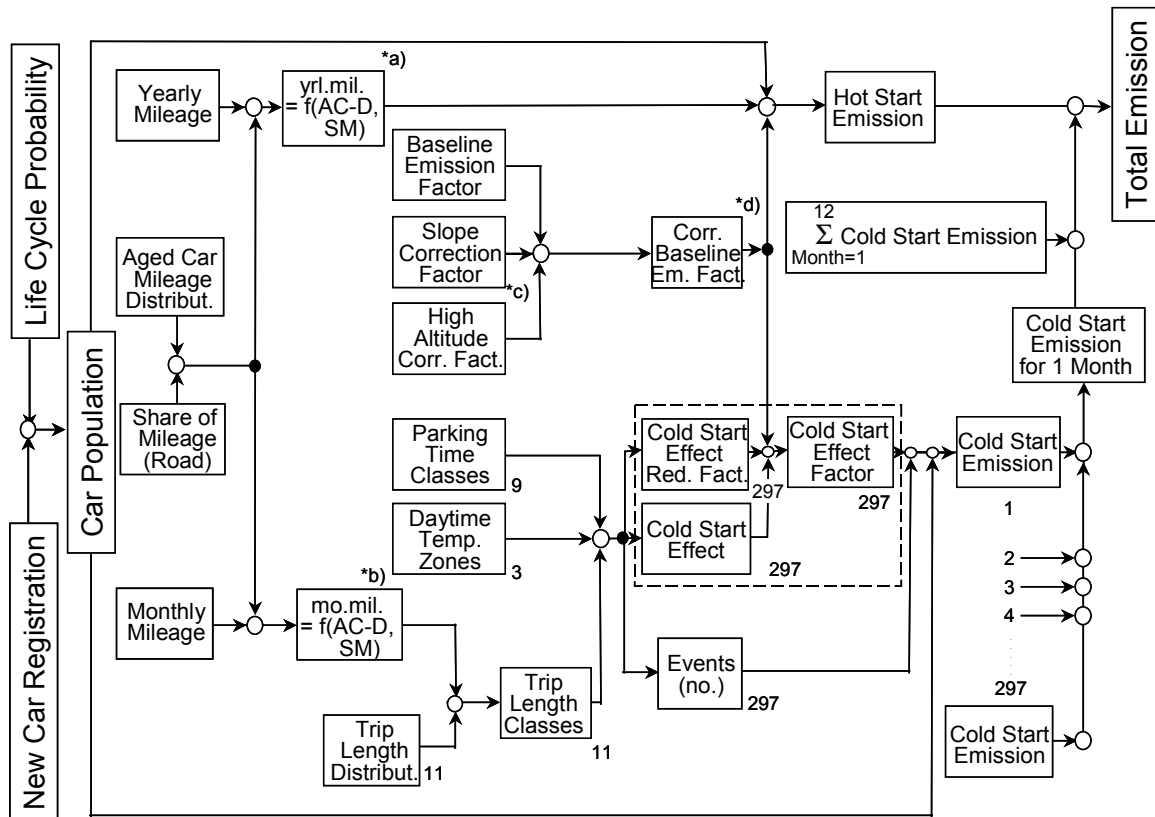 Life Cycle Probability
New Car Registration
Car Population
Yearly
Mileage
*a)
yrl.mil.
= f(AC-D,
SM)
Aged Car
Mileage
Distribut.
Share of
Mileage
(Road)
Monthly
Mileage
*b)
mo.mil.
= f(AC-D,
SM)
Trip
Length
Distribut.
11
Trip
Length
Classes
11
Baseline
Emission
Factor
Slope
Correction
Factor
*c)
High
Altitude
Corr. Fact.
Parking
Time
Classes
9
Daytime
Temp.
Zones
3
*d)
Corr.
Baseline
Em. Fact.
Cold Start
Effect
Red. Fact.
297
Cold Start
Effect
297
Cold Start
Effect
Factor
297
Events
(no.)
297
Hot Start
Emission
12
Σ Cold Start Emission
Month=1
Cold Start
Emission
for 1 Month
Cold Start
Emission
1
2
3
4
297
Cold Start
Emission
Total Emission